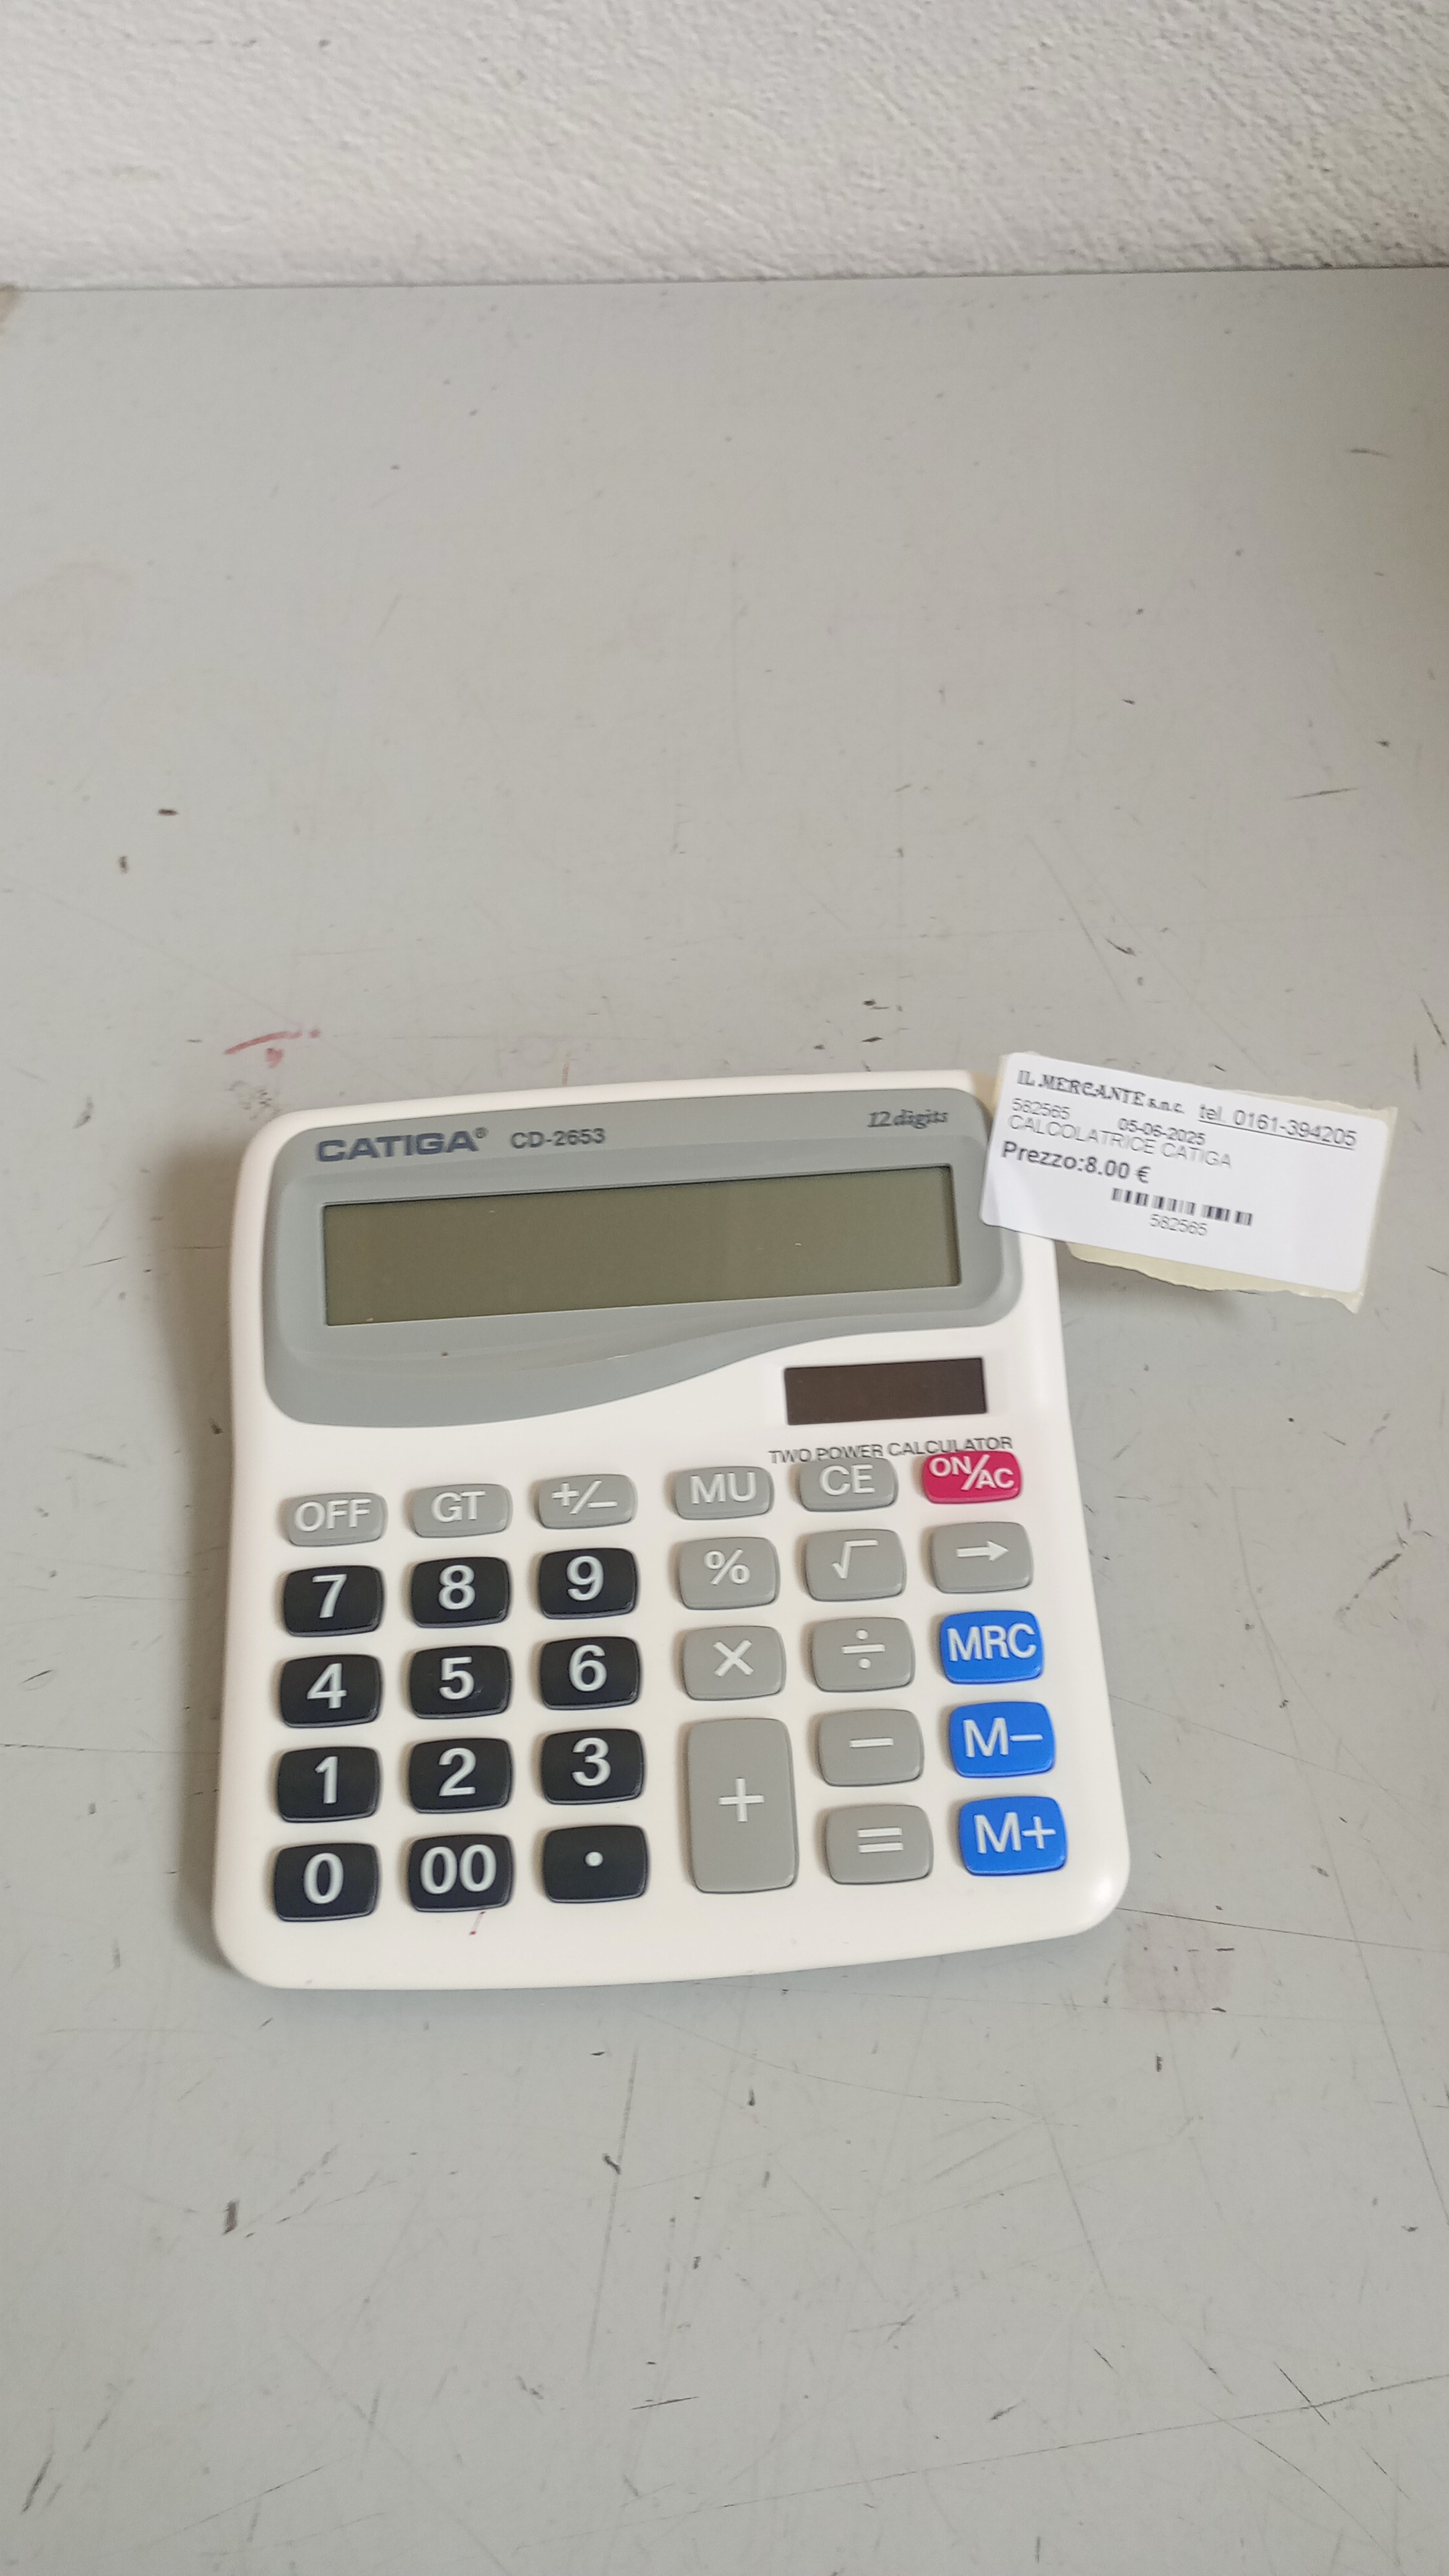 CATIGA® CD-2653 12 digits
IL MERCANTE s.n.c. tel. 0161-394205
582565 05-06-2025
CALCOLATRICE CATIGA
Prezzo:8.00 €
582565
TWO POWER CALCULATOR
OFF GT +/− MU CE ON/AC
7 8 9 % √ →
4 5 6 × ÷ MRC
1 2 3 + − M−
0 00 . = M+